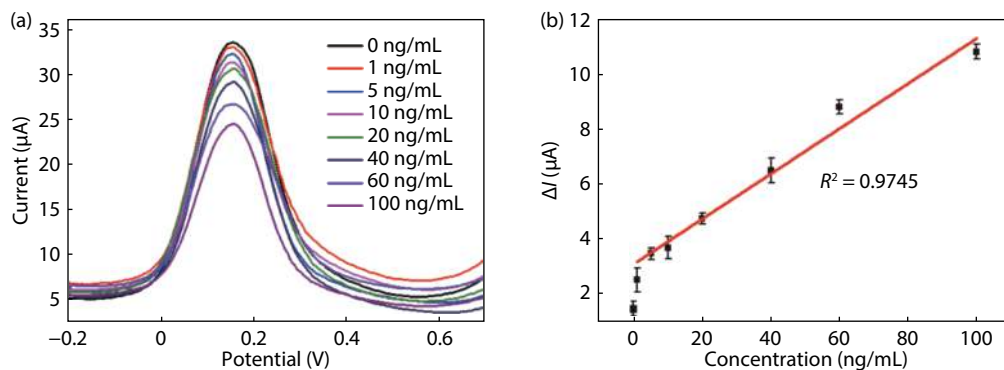 (a)
Current (μA)
35
30
25
20
15
10
5
−0.2
0
0.2
0.4
0.6
Potential (V)
0 ng/mL
1 ng/mL
5 ng/mL
10 ng/mL
20 ng/mL
40 ng/mL
60 ng/mL
100 ng/mL
(b)
ΔI (μA)
12
10
8
6
4
2
0
20
40
60
80
100
Concentration (ng/mL)
R² = 0.9745